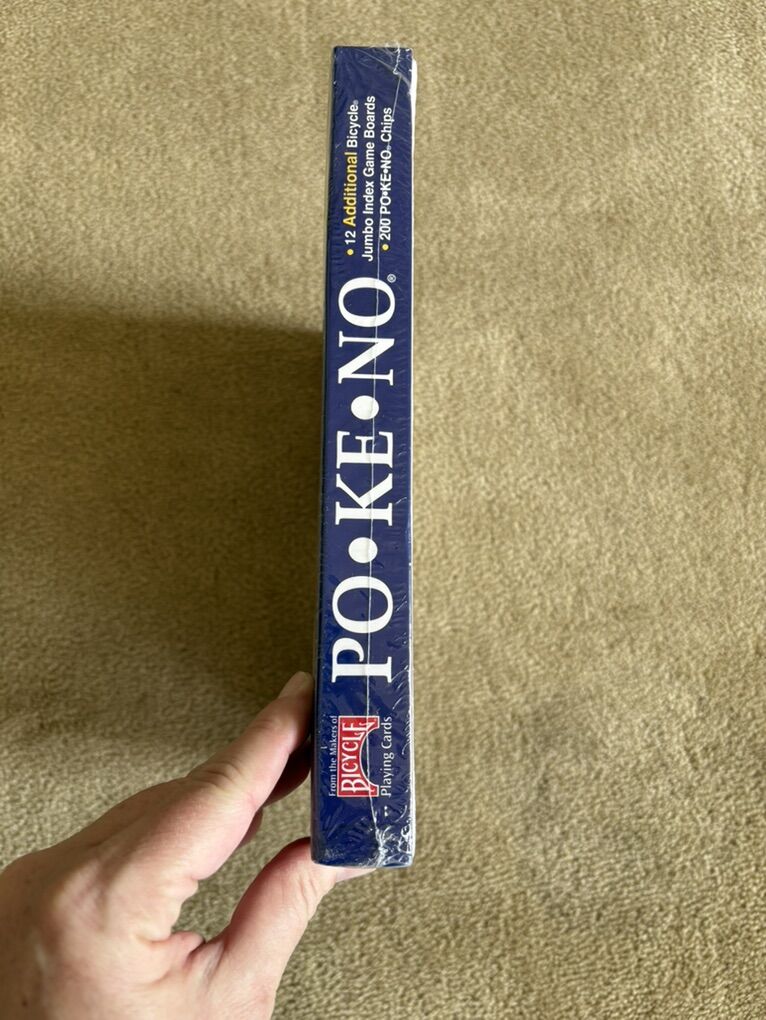 From the Makers of
BICYCLE
Playing Cards
PO•KE•NO®
• 12 Additional Bicycle®
Jumbo Index Game Boards
• 200 PO•KE•NO® Chips